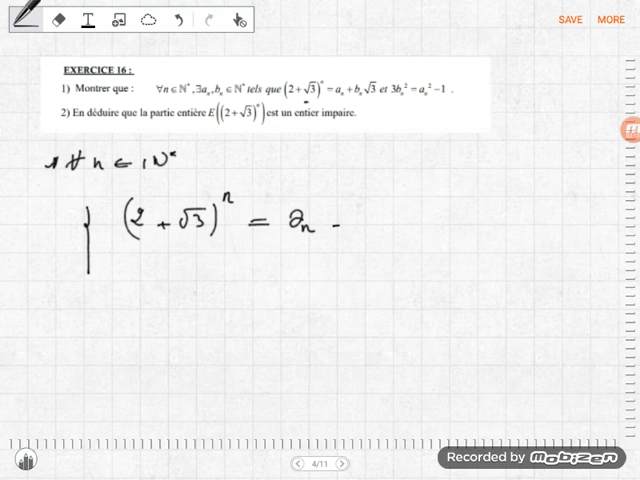 SAVE MORE
EXERCICE 16 :
1) Montrer que : ∀n ∈ ℕ*, ∃aₙ, bₙ ∈ ℕ* tels que (2+√3)ⁿ = aₙ + bₙ√3 et 3bₙ² = aₙ² − 1 .
2) En déduire que la partie entière E((2+√3)ⁿ) est un entier impaire.
∀ n ∈ ℕ*
{ (2 + √3)ⁿ = aₙ -
4/11
Recorded by mobizen